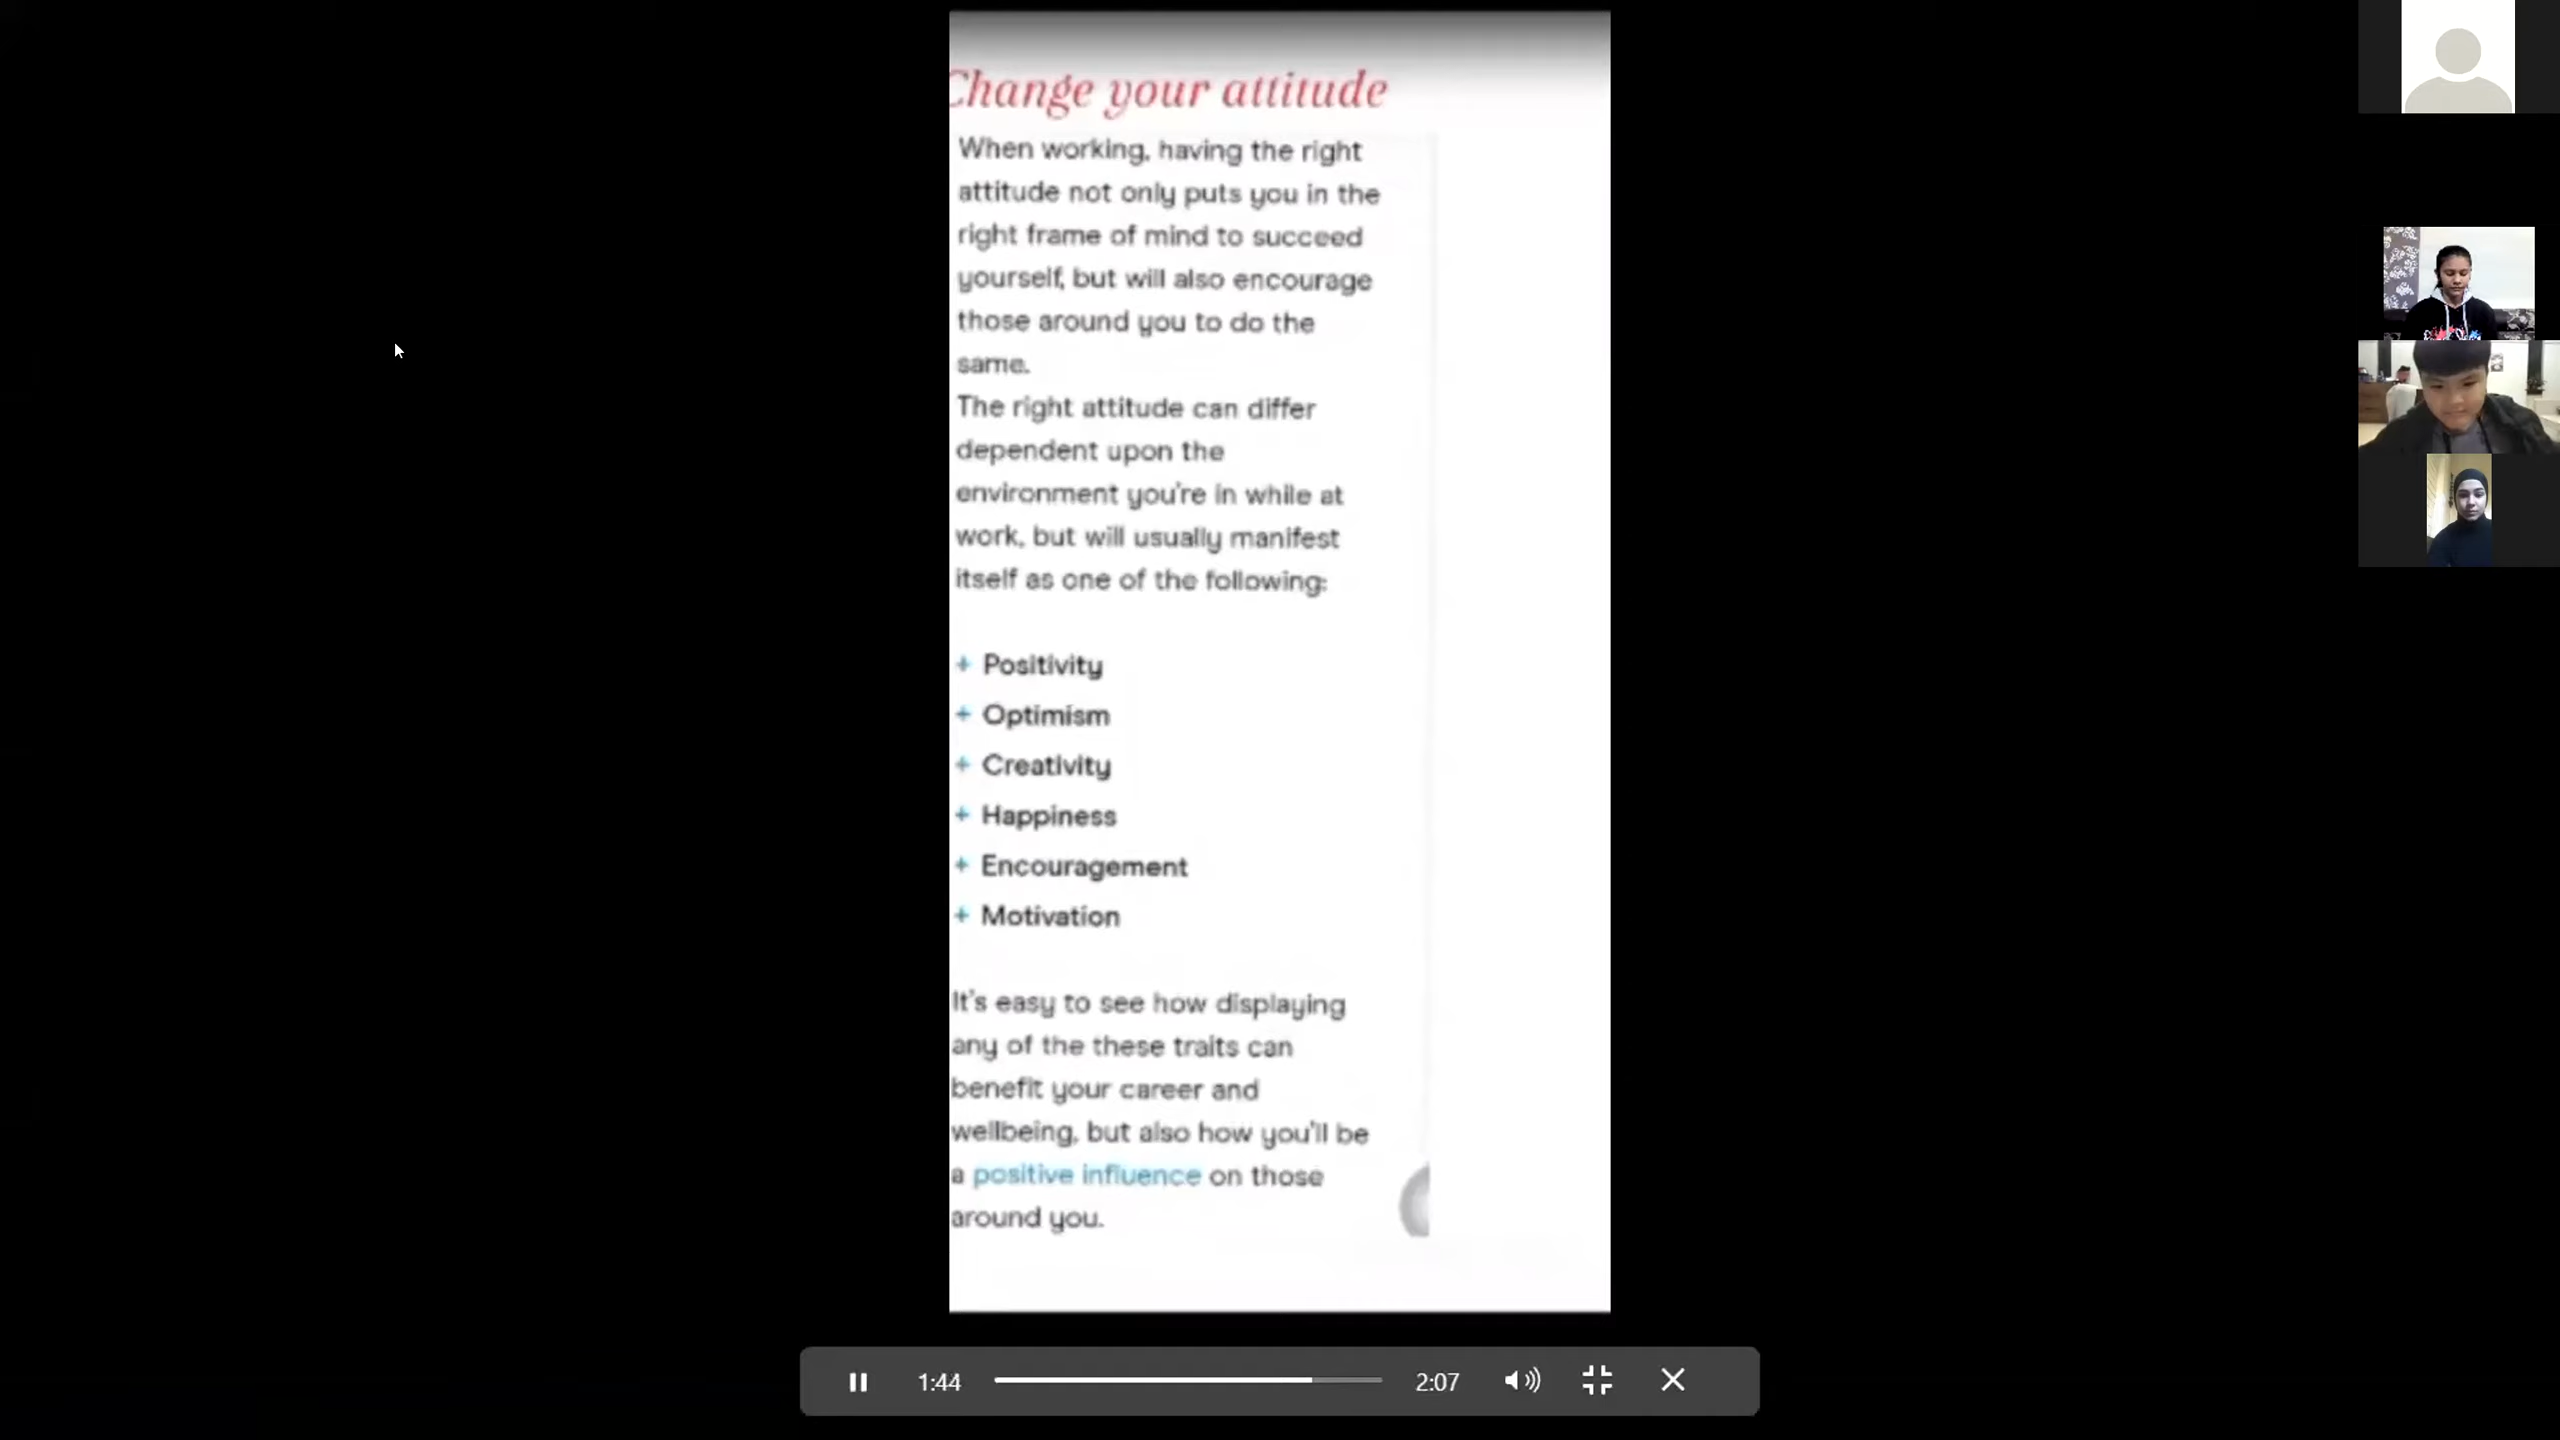 Change your attitude
When working, having the right
attitude not only puts you in the
right frame of mind to succeed
yourself, but will also encourage
those around you to do the
same.
The right attitude can differ
dependent upon the
environment you're in while at
work, but will usually manifest
itself as one of the following:
+ Positivity
+ Optimism
+ Creativity
+ Happiness
+ Encouragement
+ Motivation
It's easy to see how displaying
any of the these traits can
benefit your career and
wellbeing, but also how you'll be
a positive influence on those
around you.
1:44 2:07